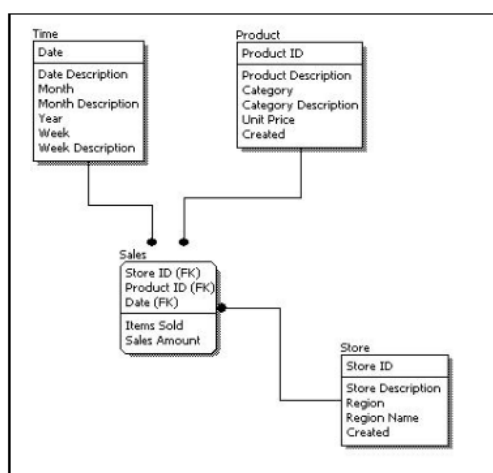 Time
Date
Date Description
Month
Month Description
Year
Week
Week Description
Product
Product ID
Product Description
Category
Category Description
Unit Price
Created
Sales
Store ID (FK)
Product ID (FK)
Date (FK)
Items Sold
Sales Amount
Store
Store ID
Store Description
Region
Region Name
Created